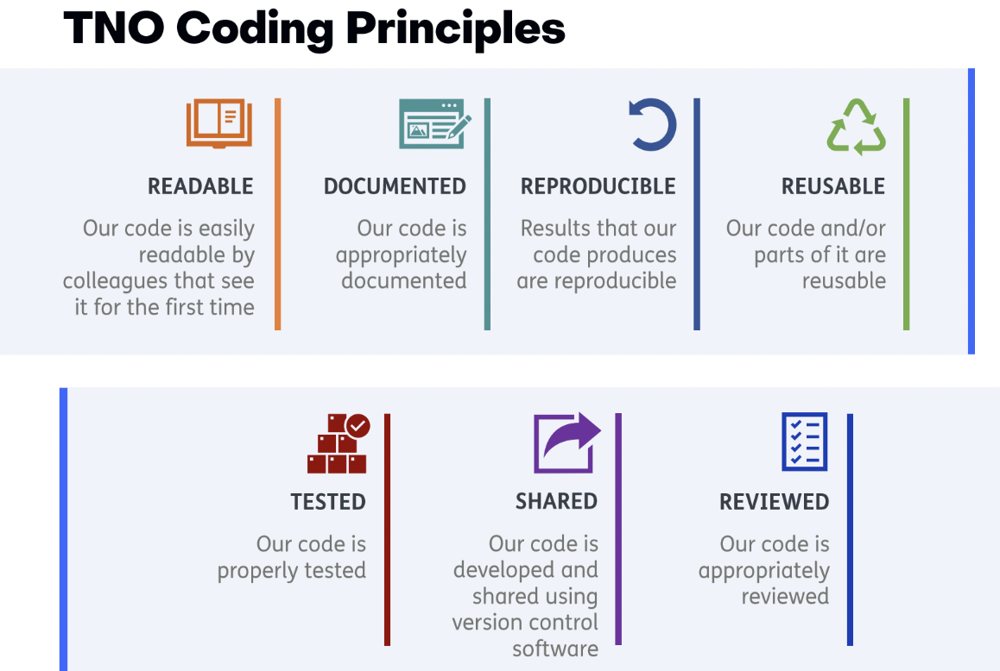 TNO Coding Principles
READABLE
Our code is easily
readable by
colleagues that see
it for the first time
DOCUMENTED
Our code is
appropriately
documented
REPRODUCIBLE
Results that our
code produces
are reproducible
REUSABLE
Our code and/or
parts of it are
reusable
TESTED
Our code is
properly tested
SHARED
Our code is
developed and
shared using
version control
software
REVIEWED
Our code is
appropriately
reviewed